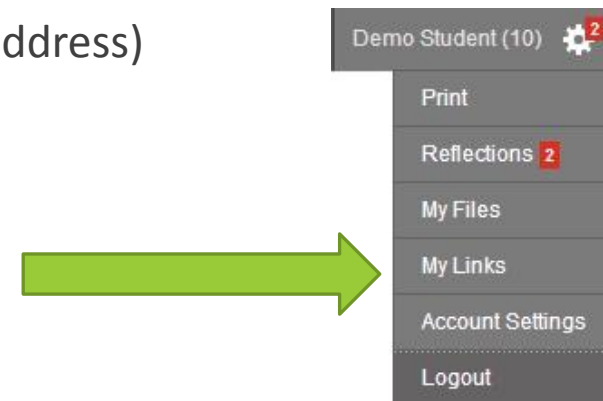 ddress)
Demo Student (10) 2
Print
Reflections 2
My Files
My Links
Account Settings
Logout